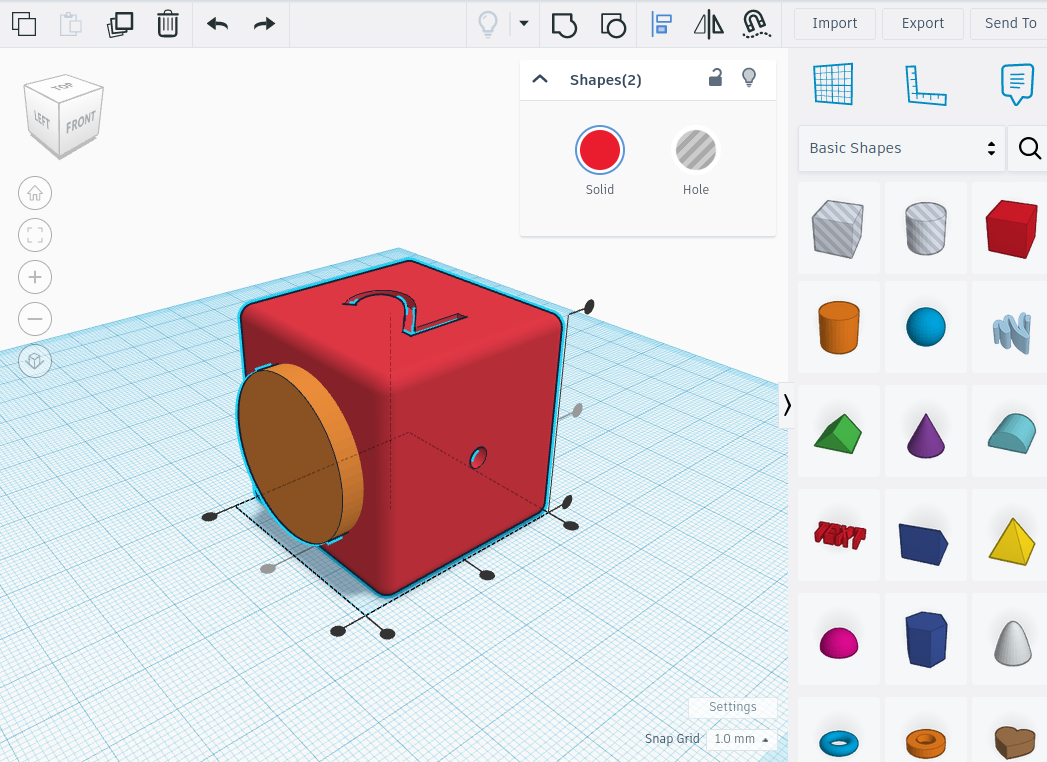 Import Export Send To
TOP
LEFT FRONT
Shapes(2)
Solid Hole
Basic Shapes
2
TEXT
Settings
Snap Grid 1.0 mm